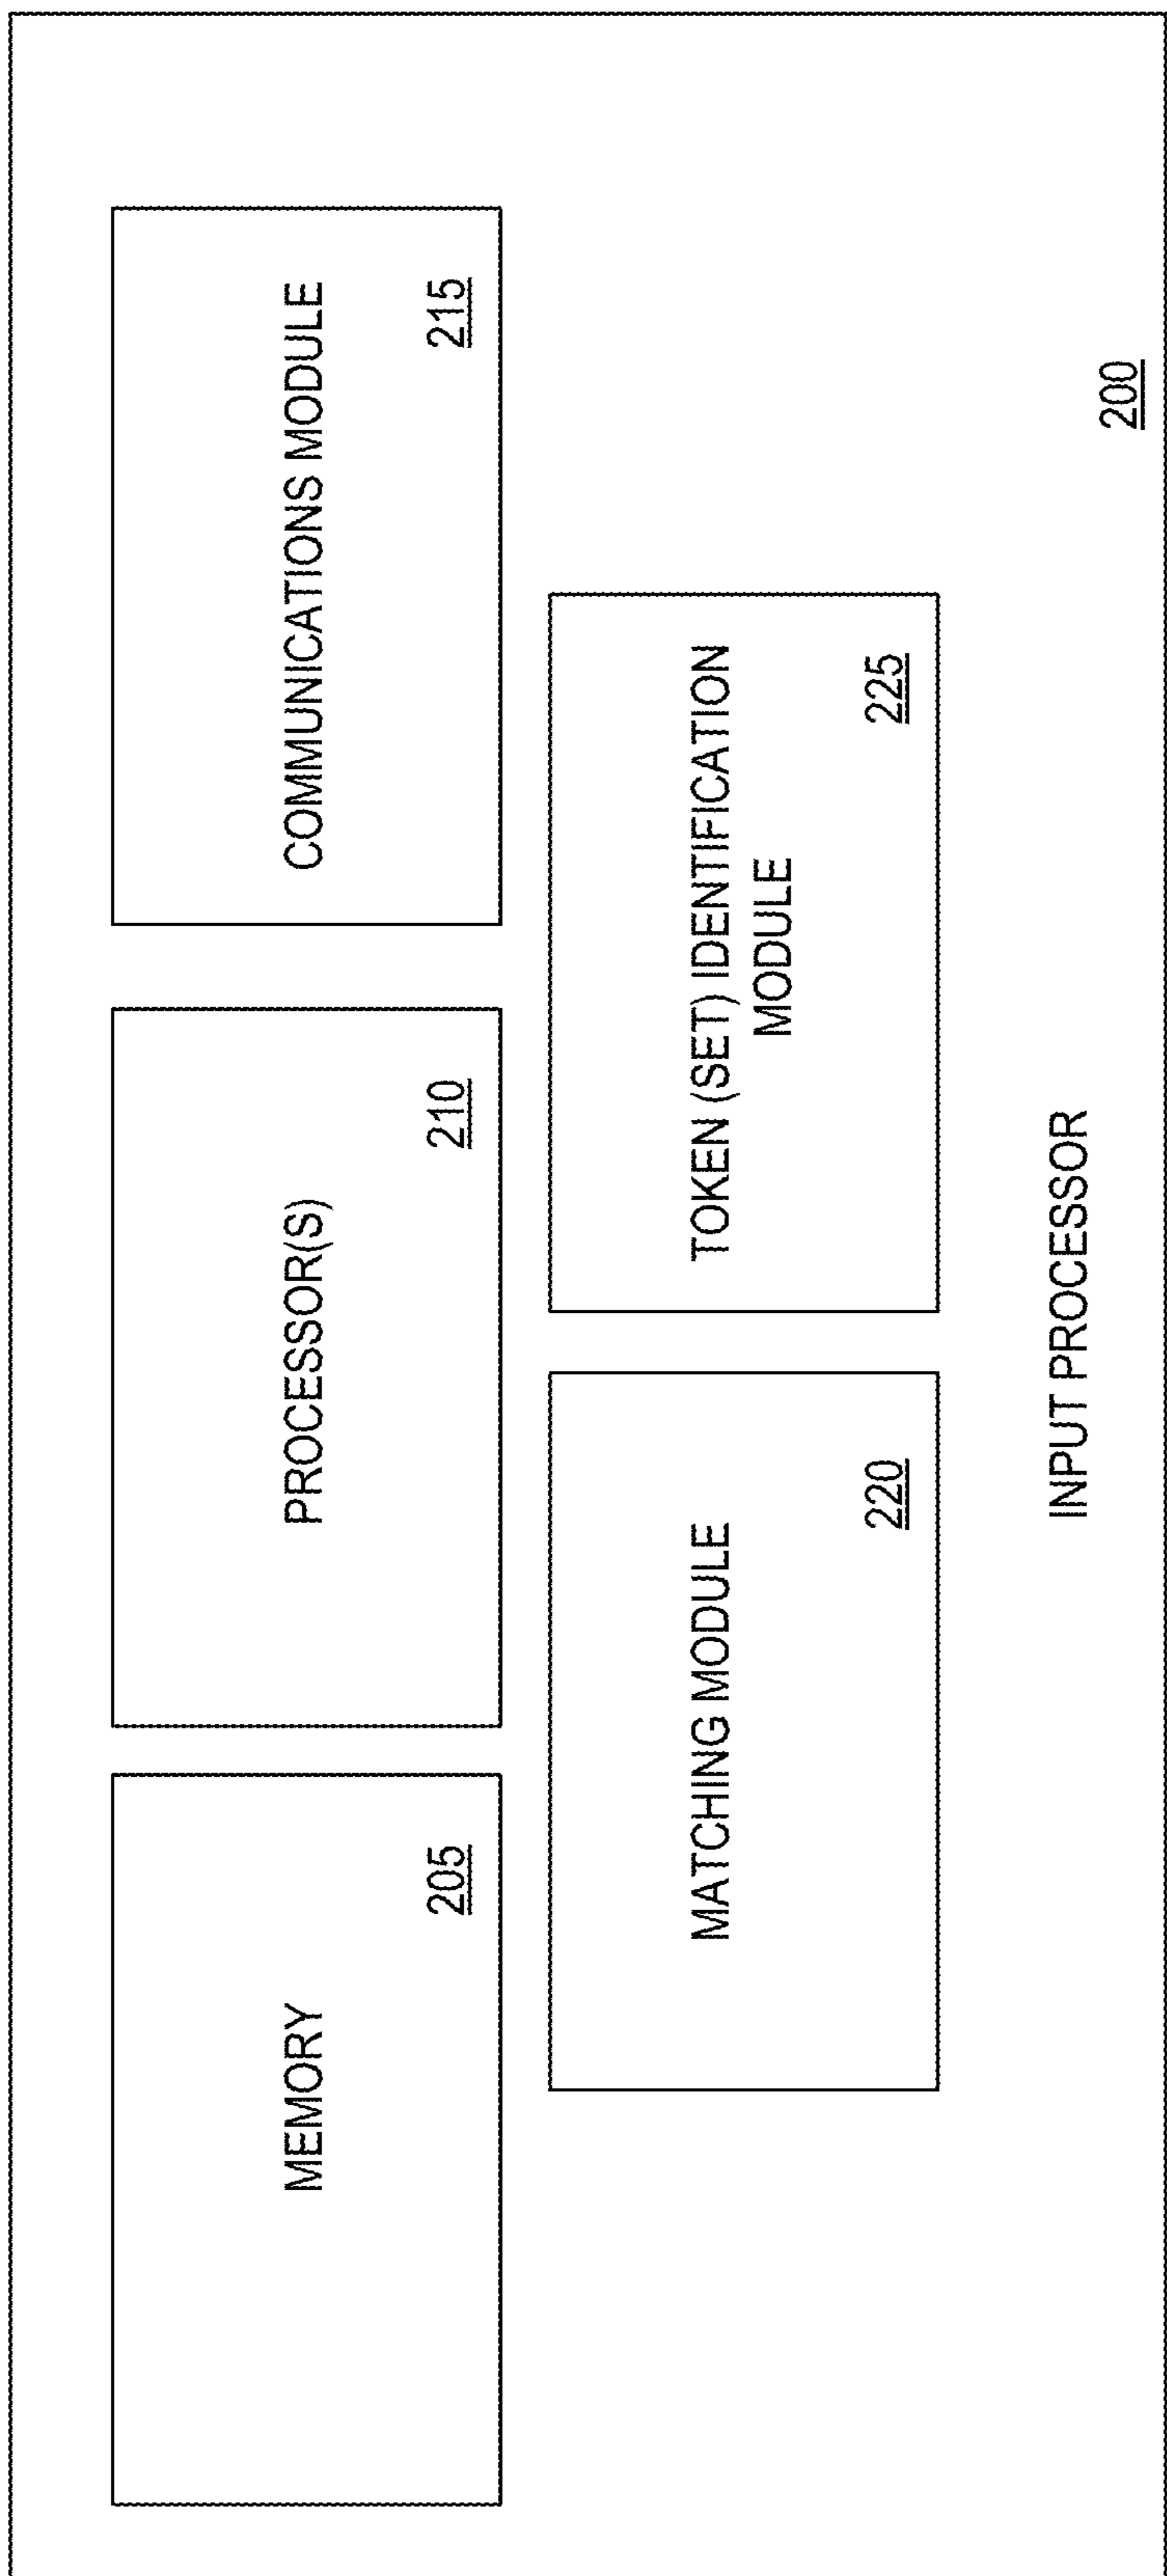 MEMORY
205
PROCESSOR(S)
210
COMMUNICATIONS MODULE
215
MATCHING MODULE
220
TOKEN (SET) IDENTIFICATION
MODULE
225
INPUT PROCESSOR
200